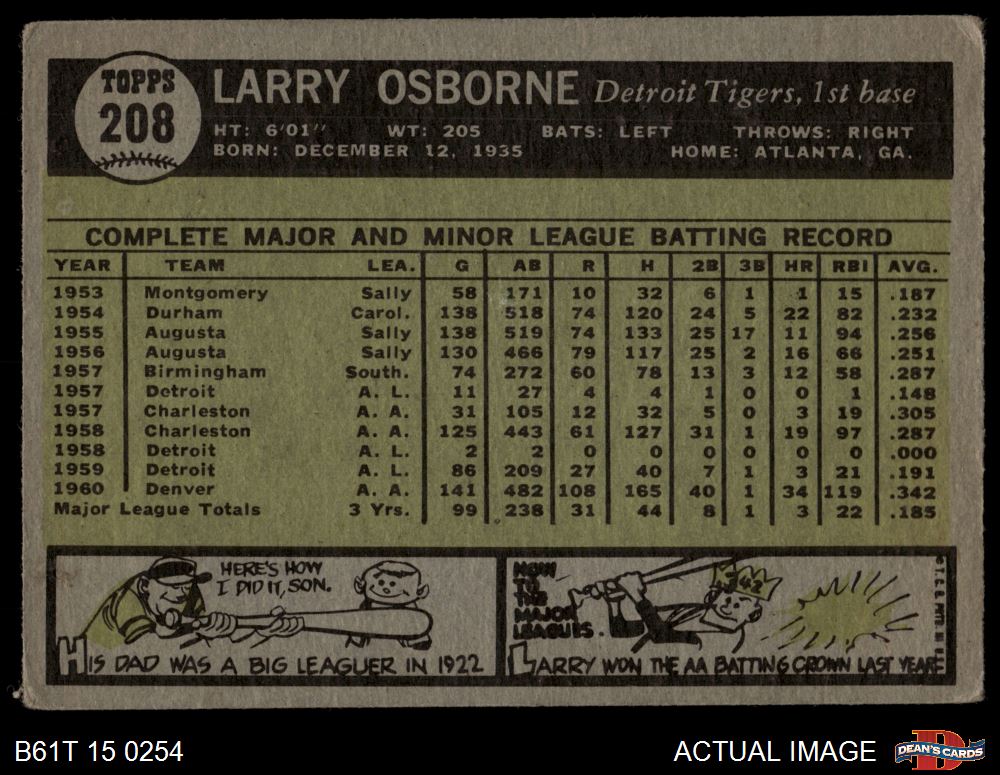 TOPPS
208
LARRY OSBORNE Detroit Tigers, 1st base
HT: 6'01" WT: 205 BATS: LEFT THROWS: RIGHT
BORN: DECEMBER 12, 1935 HOME: ATLANTA, GA.
COMPLETE MAJOR AND MINOR LEAGUE BATTING RECORD
YEAR TEAM LEA. G AB R H 2B 3B HR RBI AVG.
1953 Montgomery Sally 58 171 10 32 6 1 1 15 .187
1954 Durham Carol. 138 518 74 120 24 5 22 82 .232
1955 Augusta Sally 138 519 74 133 25 17 11 94 .256
1956 Augusta Sally 130 466 79 117 25 2 16 66 .251
1957 Birmingham South. 74 272 60 78 13 3 12 58 .287
1957 Detroit A. L. 11 27 4 4 1 0 0 1 .148
1957 Charleston A. A. 31 105 12 32 5 0 3 19 .305
1958 Charleston A. A. 125 443 61 127 31 1 19 97 .287
1958 Detroit A. L. 2 2 0 0 0 0 0 0 .000
1959 Detroit A. L. 86 209 27 40 7 1 3 21 .191
1960 Denver A. A. 141 482 108 165 40 1 34 119 .342
Major League Totals 3 Yrs. 99 238 31 44 8 1 3 22 .185
HERE'S HOW
I DID IT, SON.
HIS DAD WAS A BIG LEAGUER IN 1922
NOW
TO
THE
MAJOR
LEAGUES.
.342
LARRY WON THE AA BATTING CROWN LAST YEAR
B61T 15 0254
ACTUAL IMAGE
D
DEAN'S CARDS